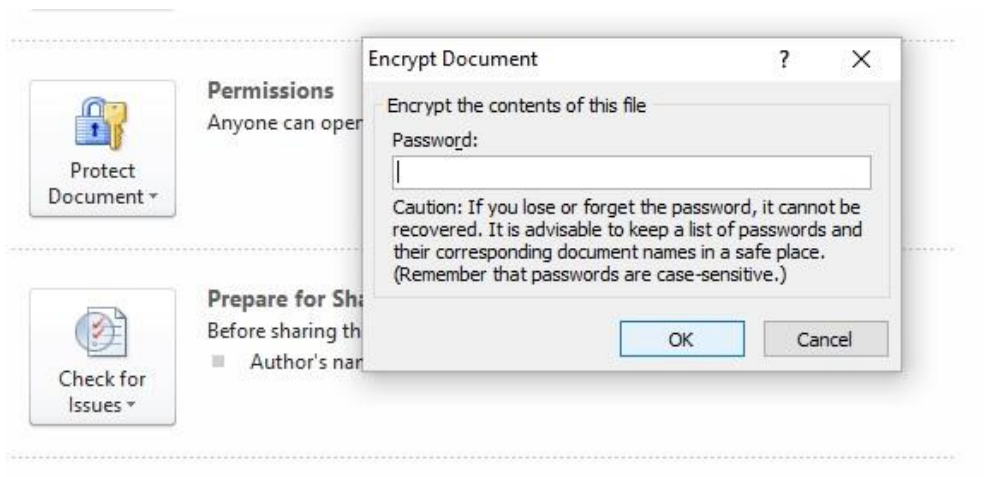 Encrypt Document
?
Encrypt the contents of this file
Password:
Caution: If you lose or forget the password, it cannot be
recovered. It is advisable to keep a list of passwords and
their corresponding document names in a safe place.
(Remember that passwords are case-sensitive.)
OK
Cancel
Protect
Document
Permissions
Anyone can oper
Check for
Issues
Prepare for Sha
Before sharing th
Author's nar